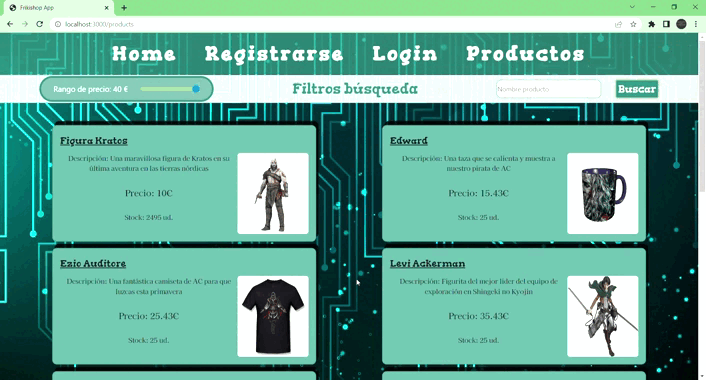 Frikishop App
localhost:3000/products
Home Registrarse Login Productos
Rango de precio: 40 €
Filtros búsqueda
Nombre producto
Buscar
Figura Kratos
Descripción: Una maravillosa figura de Kratos en su
última aventura en las tierras nórdicas
Precio: 10€
Stock: 2495 ud.
Edward
Descripción: Una taza que se calienta y muestra a
nuestro pirata de AC
Precio: 15.43€
Stock: 25 ud.
Ezio Auditore
Descripción: Una fantástica camiseta de AC para que
luzcas esta primavera
Precio: 25.43€
Stock: 25 ud.
Levi Ackerman
Descripción: Figurita del mejor líder del equipo de
exploración en Shingeki no Kyojin
Precio: 35.43€
Stock: 25 ud.